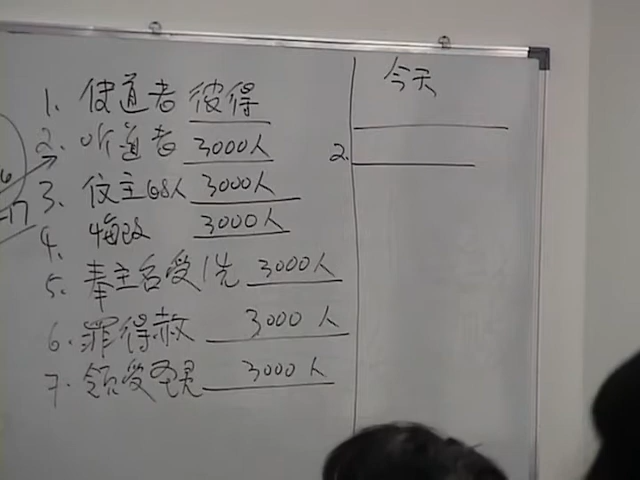 1. 使道者 彼得
2. 听道者 3000人
3. 信主的人 3000人
4. 悔改 3000人
5. 奉主名受洗 3000人
6. 罪得赦 3000人
7. 领受圣灵 3000人
今天
2.